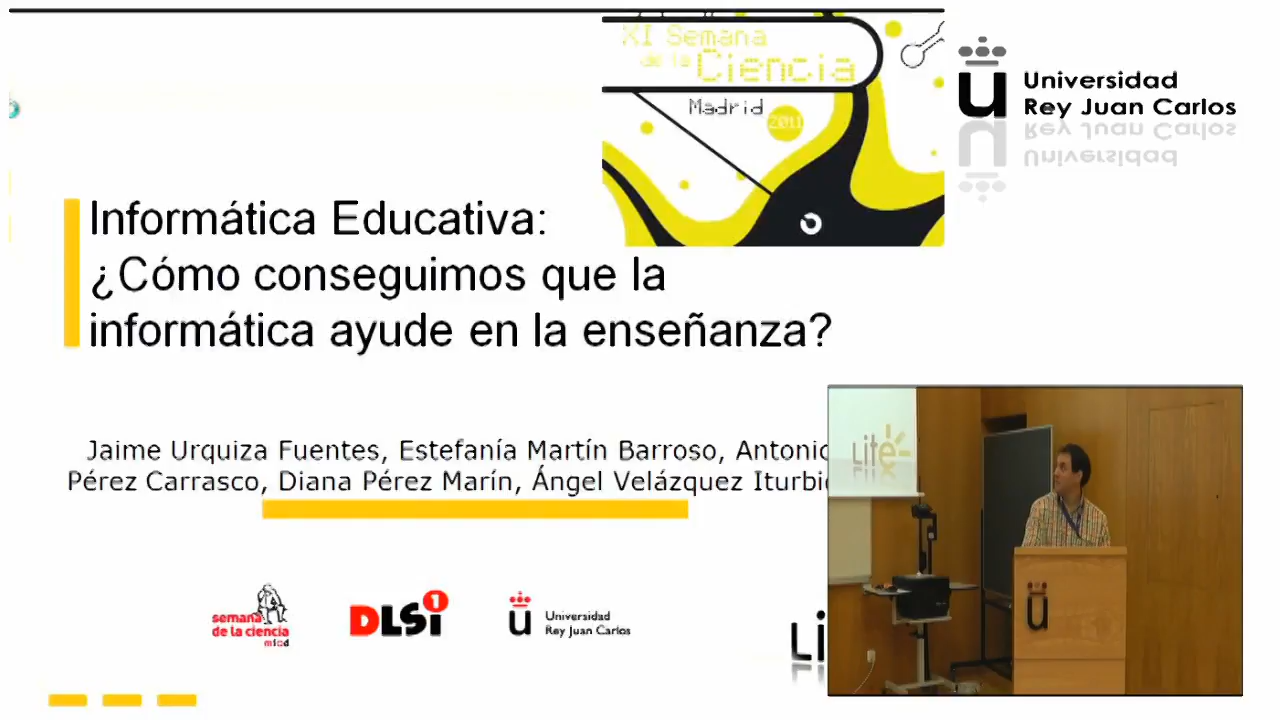 XI Semana
de la Ciencia
Madrid
2011
Universidad
Rey Juan Carlos
Informática Educativa:
¿Cómo conseguimos que la
informática ayude en la enseñanza?
Jaime Urquiza Fuentes, Estefanía Martín Barroso, Antonio
Pérez Carrasco, Diana Pérez Marín, Ángel Velázquez
Lite
semana
de la ciencia
DLSi1
Universidad
Rey Juan Carlos